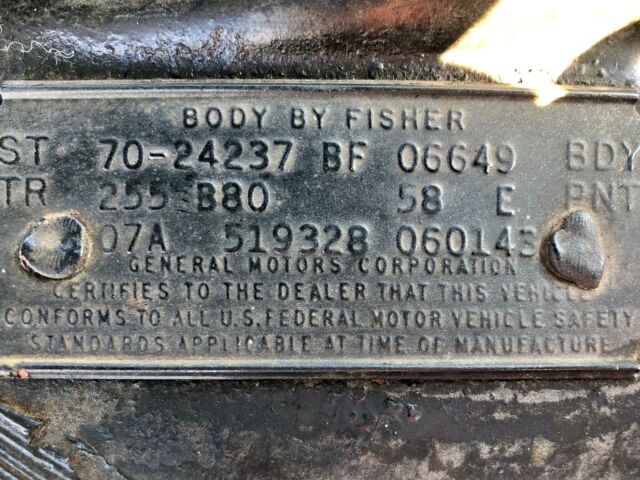 BODY BY FISHER
ST 70-24237 BF 06649 BDY
TR 255 B80 58 E PNT
07A 519328 060143
GENERAL MOTORS CORPORATION
CERTIFIES TO THE DEALER THAT THIS VEHICLE
CONFORMS TO ALL U.S. FEDERAL MOTOR VEHICLE SAFETY
STANDARDS APPLICABLE AT TIME OF MANUFACTURE